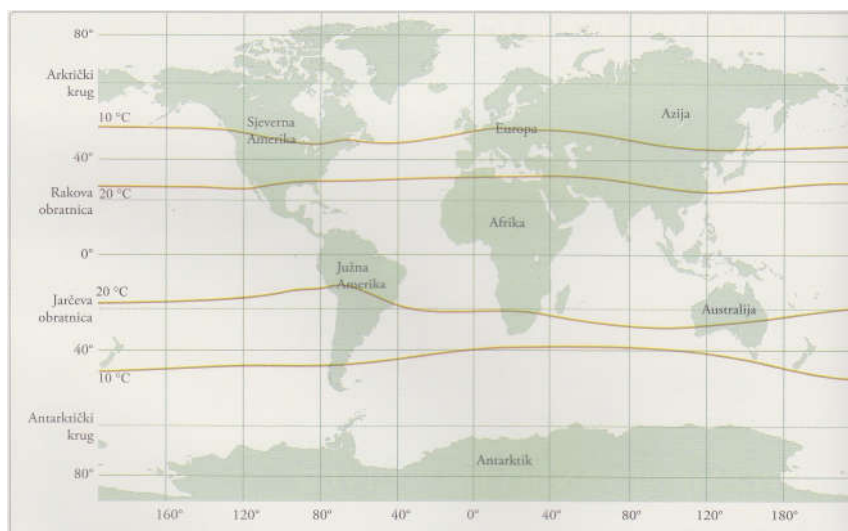 80°
Arktički
krug
10 °C
Sjeverna
Amerika
Europa
Azija
40°
Rakova
obratnica
20 °C
Afrika
0°
Južna
Amerika
20 °C
Jarčeva
obratnica
Australija
40°
10 °C
Antarktički
krug
Antarktik
80°
160° 120° 80° 40° 0° 40° 80° 120° 180°